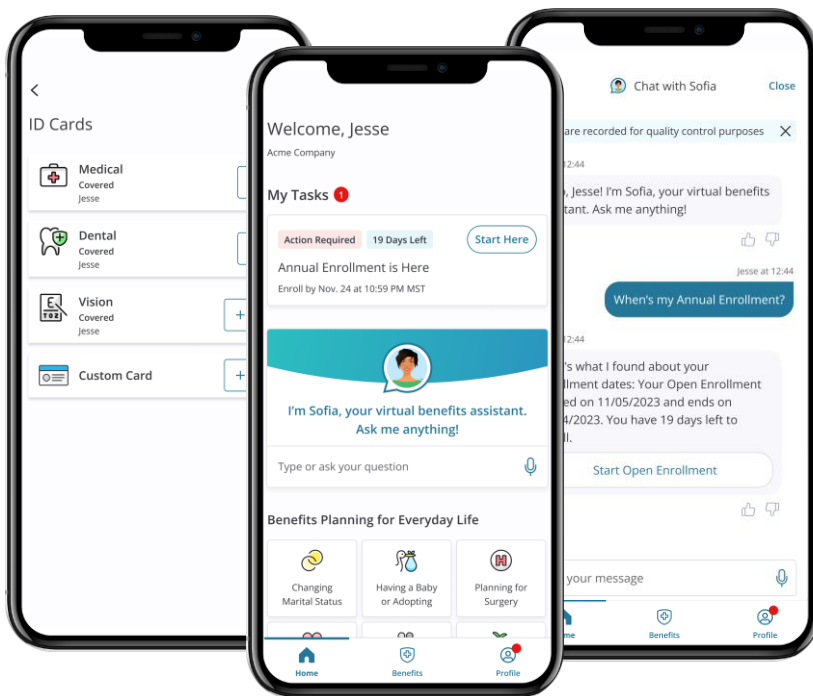 ID Cards
Medical
Covered
Jesse
Dental
Covered
Jesse
Vision
Covered
Jesse
Custom Card
Welcome, Jesse
Acme Company
My Tasks 1
Action Required
19 Days Left
Start Here
Annual Enrollment is Here
Enroll by Nov. 24 at 10:59 PM MST
I'm Sofia, your virtual benefits assistant.
Ask me anything!
Type or ask your question
Benefits Planning for Everyday Life
Changing
Marital Status
Having a Baby
or Adopting
Planning for
Surgery
Home
Benefits
Profile
Chat with Sofia
Close
are recorded for quality control purposes
12:44
, Jesse! I'm Sofia, your virtual benefits
tant. Ask me anything!
Jesse at 12:44
When's my Annual Enrollment?
12:44
's what I found about your
llment dates: Your Open Enrollment
ed on 11/05/2023 and ends on
4/2023. You have 19 days left to
ll.
Start Open Enrollment
your message
me
Benefits
Profile